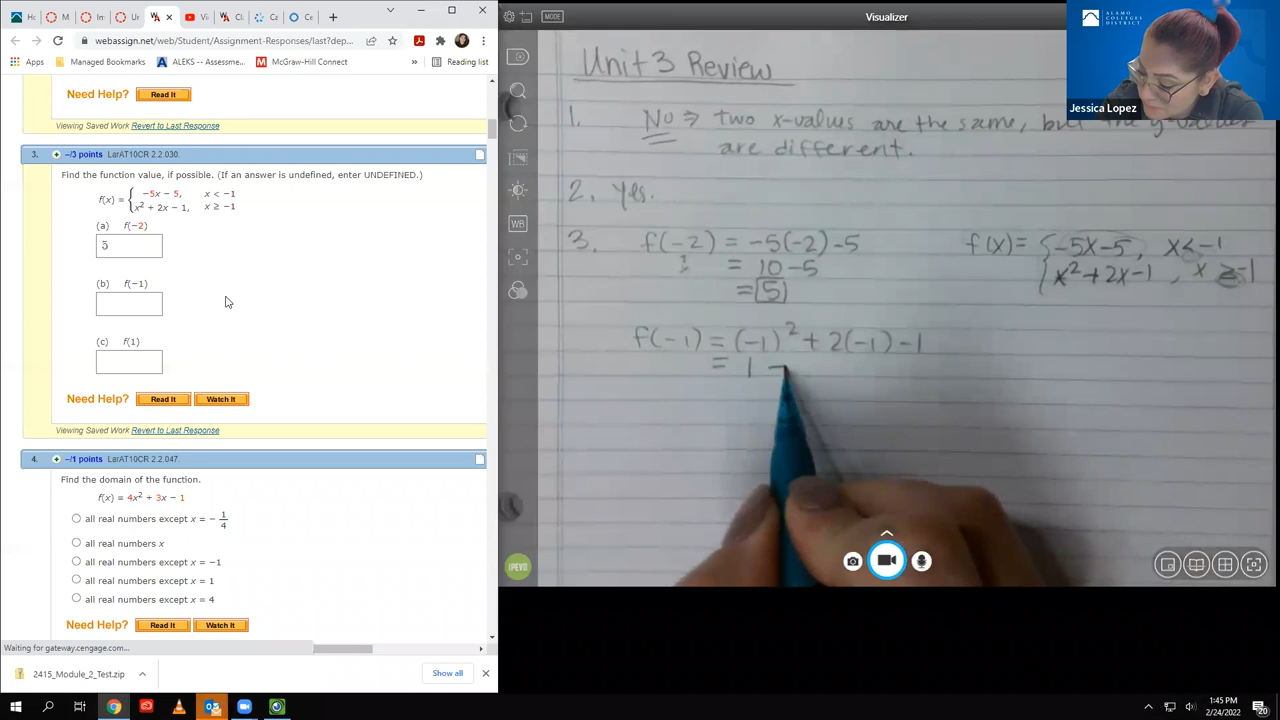 webassign.net/web/Student/Assignment-Responses/last?dep...
Apps
Managed Bookmarks
ALEKS -- Assessme...
McGraw-Hill Connect
»
Reading list
Need Help? Read It
Viewing Saved Work Revert to Last Response
3. –/3 points LarAT10CR 2.2.030.
Find the function value, if possible. (If an answer is undefined, enter UNDEFINED.)
f(x) = { −5x − 5, x < −1
x² + 2x − 1, x ≥ −1
(a) f(−2)
5
(b) f(−1)
(c) f(1)
Need Help? Read It Watch It
Viewing Saved Work Revert to Last Response
4. –/1 points LarAT10CR 2.2.047.
Find the domain of the function.
f(x) = 4x² + 3x − 1
all real numbers except x = − 1/4
all real numbers x
all real numbers except x = −1
all real numbers except x = 1
all real numbers except x = 4
Need Help? Read It Watch It
Waiting for gateway.cengage.com...
2415_Module_2_Test.zip
Show all
MODE
Visualizer
WB
IPEVO
ALAMO
COLLEGES
DISTRICT
Jessica Lopez
Unit 3 Review
1. No ⇒ two x-values are the same, but the y-values
are different.
2. Yes.
3. f(-2) = -5(-2)-5
= 10-5
= 5
f(x)= { -5x-5, x<-1
x²+2x-1, x ≥-1
f(-1) = (-1)² + 2(-1) -1
= 1 -
1:45 PM
2/24/2022
20